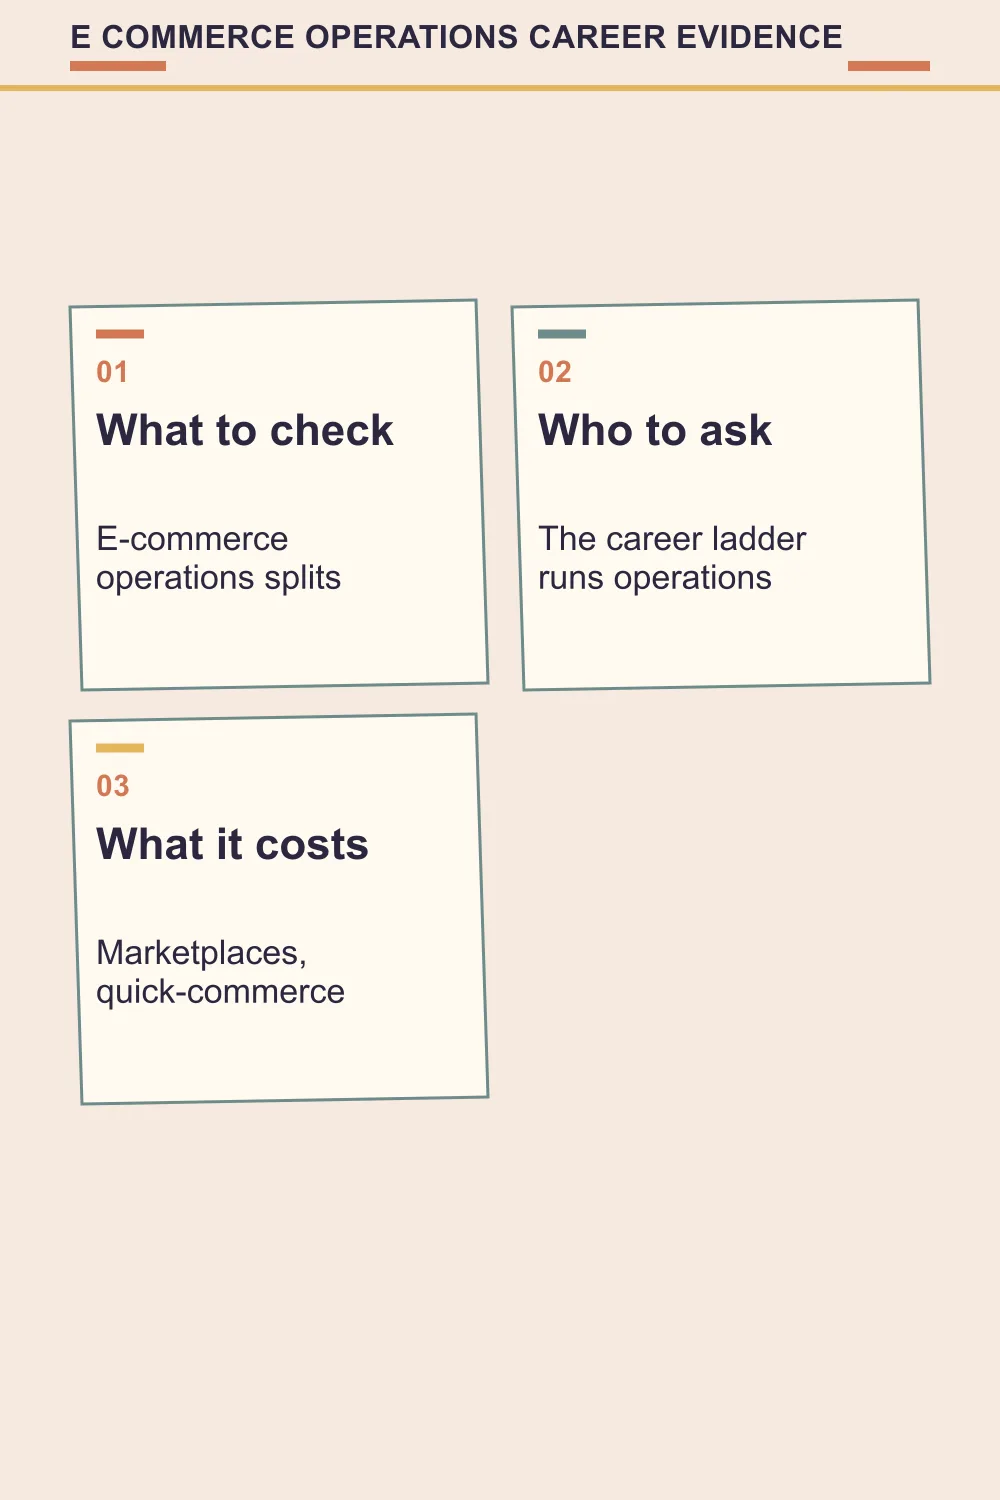 E COMMERCE OPERATIONS CAREER EVIDENCE
01
What to check
E-commerce
operations splits
02
Who to ask
The career ladder
runs operations
03
What it costs
Marketplaces,
quick-commerce